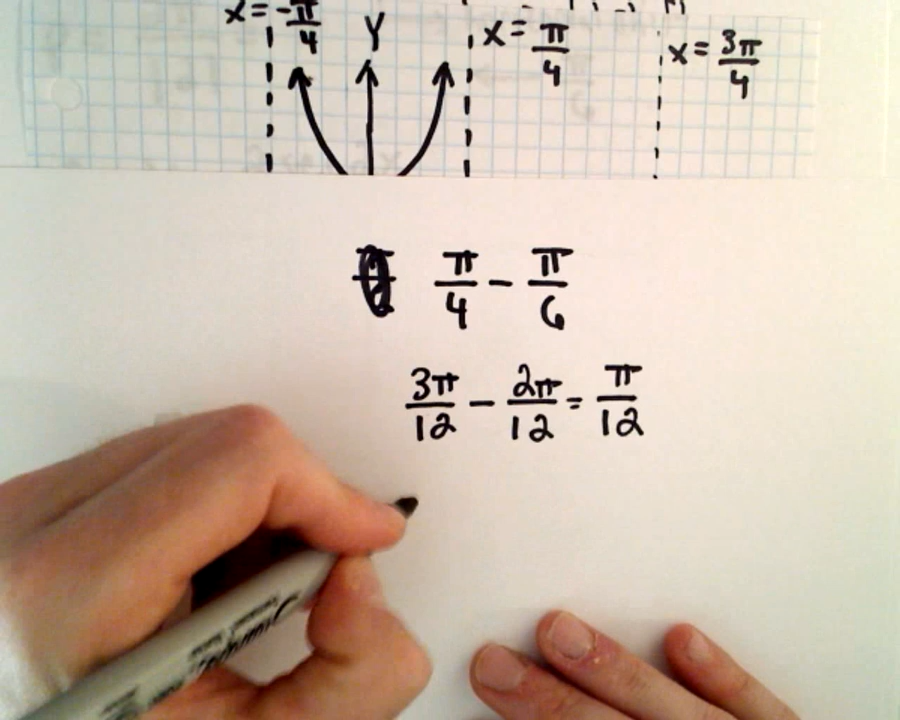 x = -π/4
Y
x = π/4
x = 3π/4
π/4 - π/6
3π/12 - 2π/12 = π/12